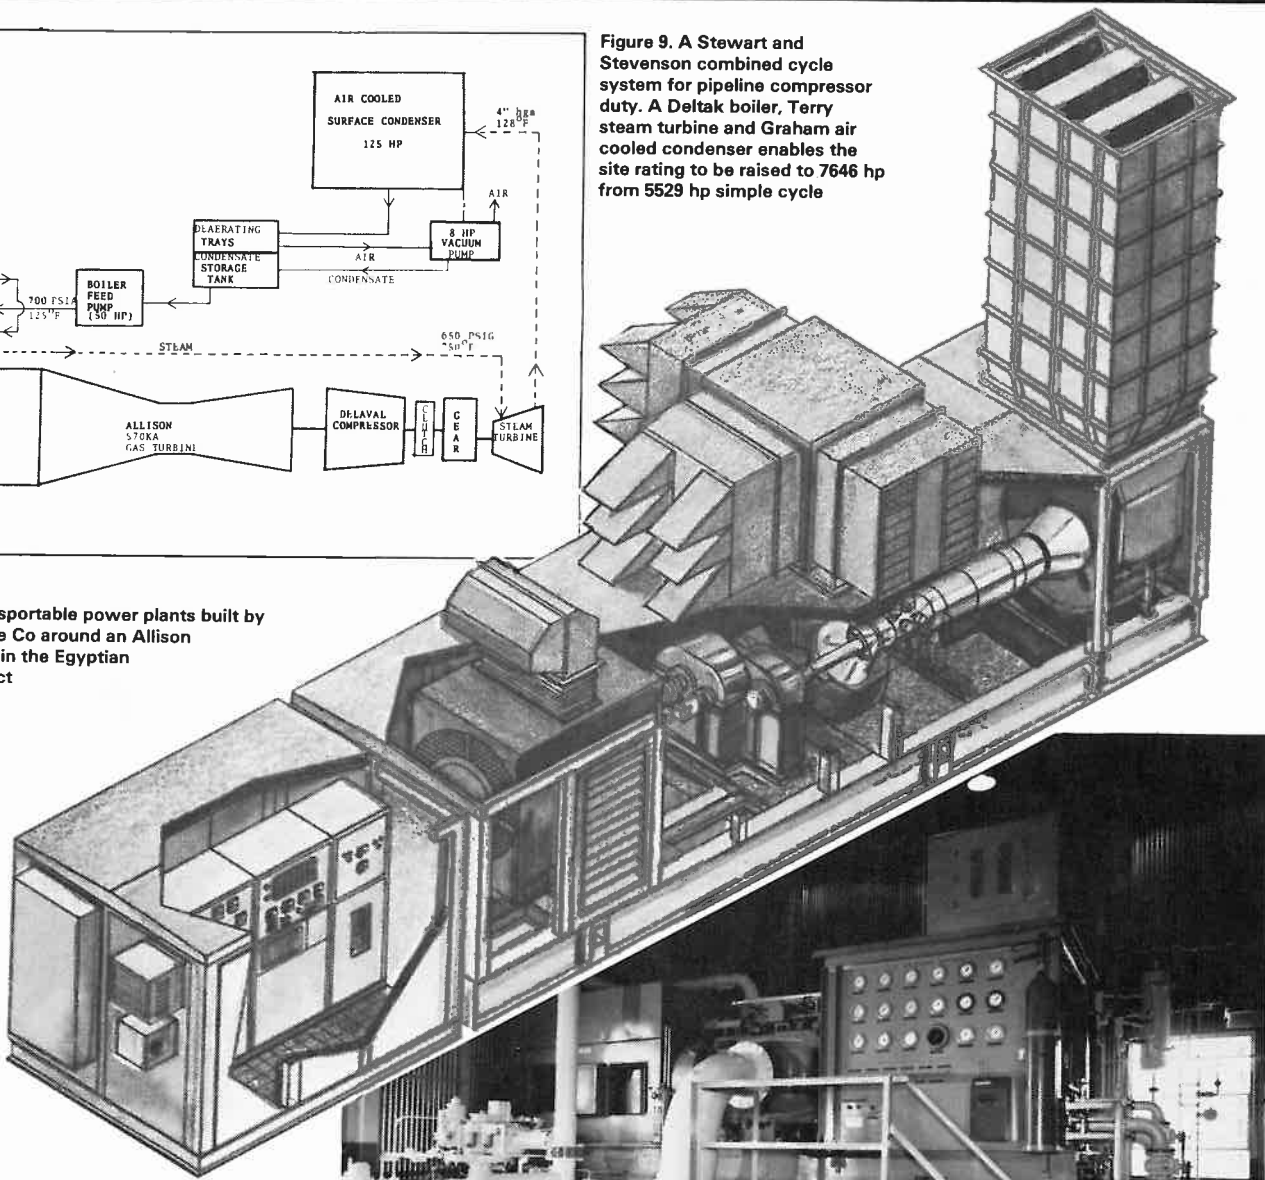 Figure 9. A Stewart and
Stevenson combined cycle
system for pipeline compressor
duty. A Deltak boiler, Terry
steam turbine and Graham air
cooled condenser enables the
site rating to be raised to 7646 hp
from 5529 hp simple cycle
AIR COOLED
SURFACE CONDENSER
125 HP
4" hga
128°F
AIR
DEAERATING
TRAYS
CONDENSATE
STORAGE
TANK
AIR
CONDENSATE
8 HP
VACUUM
PUMP
BOILER
FEED
PUMP
(50 HP)
700 PSIA
125°F
STEAM
650 PSIG
ALLISON
570KA
GAS TURBINE
DELAVAL
COMPRESSOR
CLUTCH
GEAR
STEAM
TURBINE
sportable power plants built by
e Co around an Allison
in the Egyptian
ct